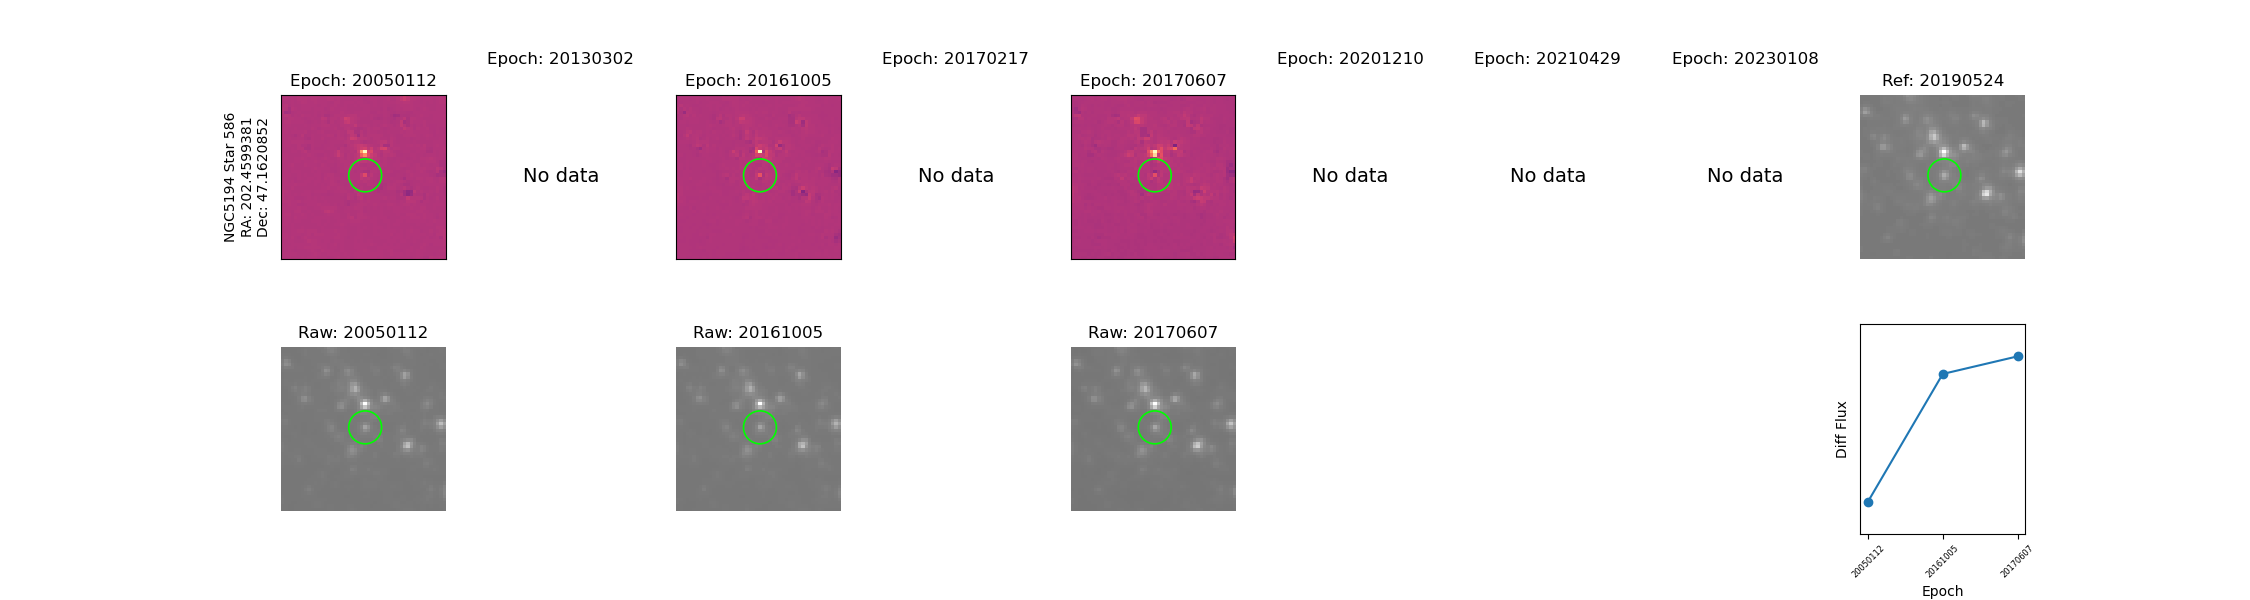 Epoch: 20050112
Epoch: 20130302
Epoch: 20161005
Epoch: 20170217
Epoch: 20170607
Epoch: 20201210
Epoch: 20210429
Epoch: 20230108
Ref: 20190524
NGC5194 Star 586
RA: 202.4599381
Dec: 47.1620852
No data
No data
No data
No data
No data
Raw: 20050112
Raw: 20161005
Raw: 20170607
Diff Flux
20050112
20161005
20170607
Epoch